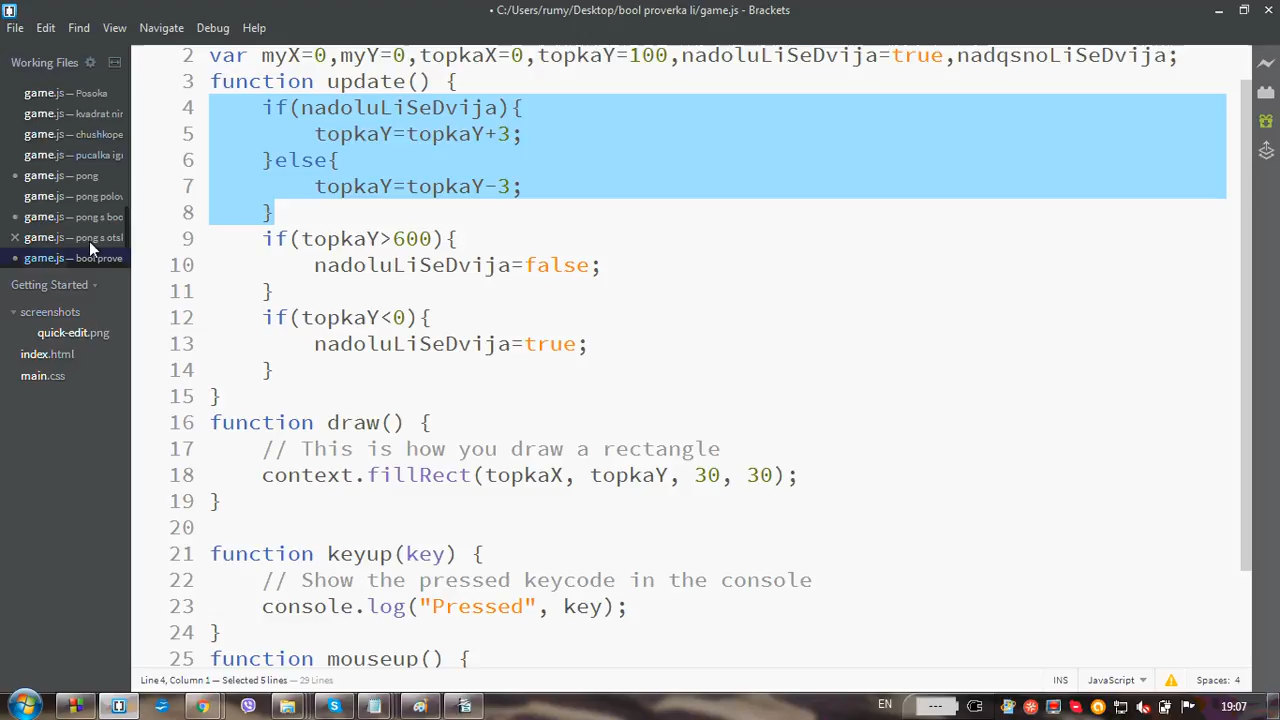 • C:/Users/rumy/Desktop/bool proverka li/game.js - Brackets
File Edit Find View Navigate Debug Help
Working Files
game.js — Posoka
game.js — kvadrat nir
game.js — chushkope
game.js — pucalka igr
game.js — pong
game.js — pong polov
game.js — pong s boo
game.js — pong s otsl
game.js — bool prove
Getting Started
screenshots
quick-edit.png
index.html
main.css
2 var myX=0,myY=0,topkaX=0,topkaY=100,nadoluLiSeDvija=true,nadqsnoLiSeDvija;
3 function update() {
4 if(nadoluLiSeDvija){
5 topkaY=topkaY+3;
6 }else{
7 topkaY=topkaY-3;
8 }
9 if(topkaY>600){
10 nadoluLiSeDvija=false;
11 }
12 if(topkaY<0){
13 nadoluLiSeDvija=true;
14 }
15 }
16 function draw() {
17 // This is how you draw a rectangle
18 context.fillRect(topkaX, topkaY, 30, 30);
19 }
20
21 function keyup(key) {
22 // Show the pressed keycode in the console
23 console.log("Pressed", key);
24 }
25 function mouseup() {
Line 4, Column 1 — Selected 5 lines — 29 Lines
INS JavaScript Spaces: 4
EN 19:07